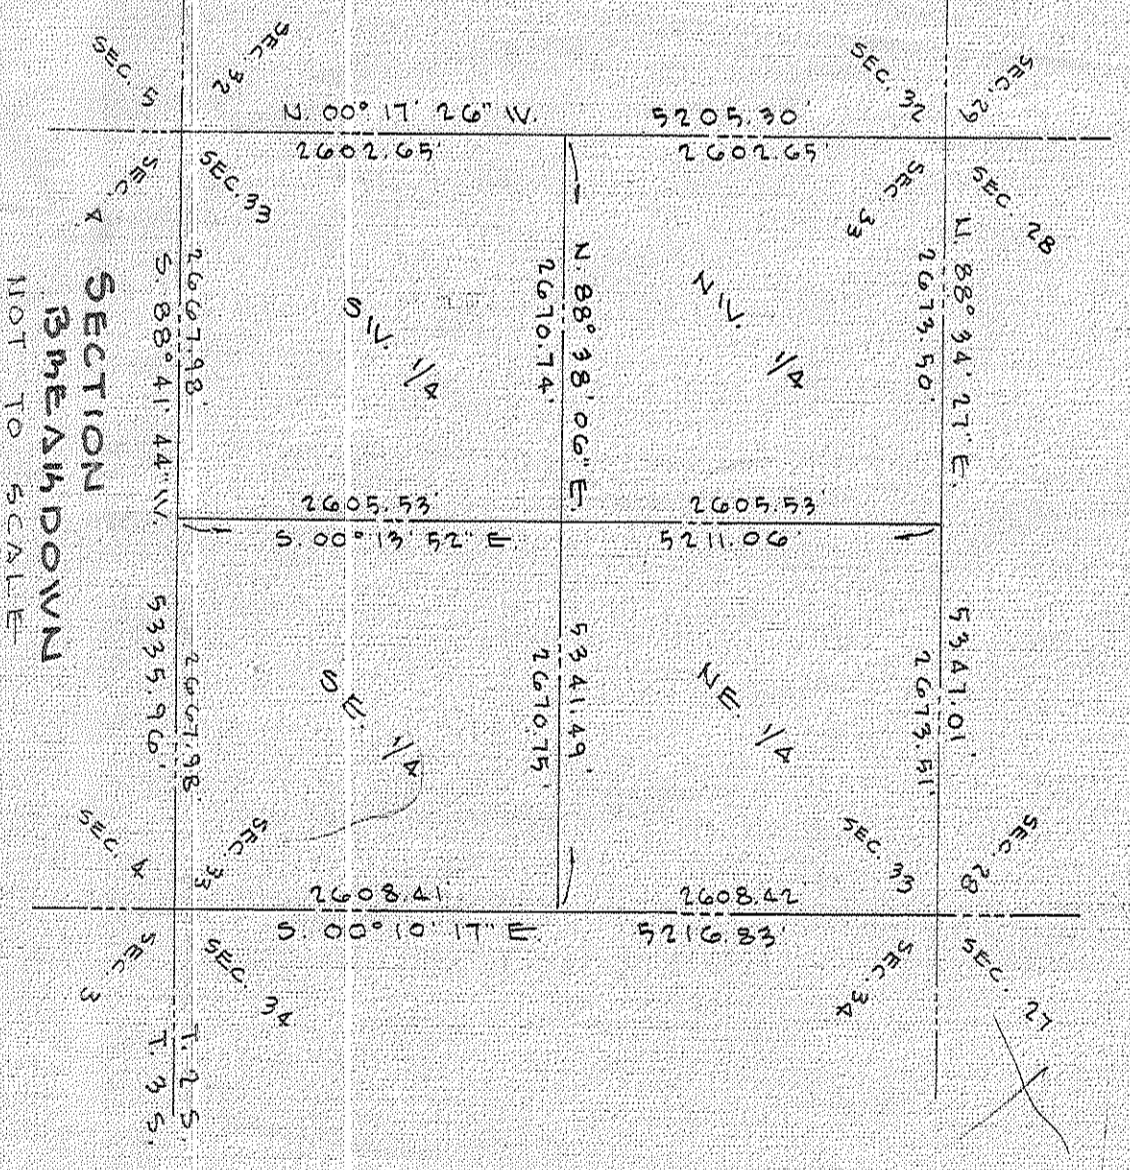 SEC. 5
SEC. 32
SEC. 32
SEC. 29
N. 00° 17' 26" W.
5205.30'
2602.65'
2602.65'
SEC. 4
SEC. 33
SEC. 33
SEC. 28
N. 88° 34' 27" E.
5347.01'
2673.50'
2673.51'
N.W. 1/4
S.W. 1/4
N. 88° 38' 06" E.
5341.49'
2670.74'
2670.75'
2605.53'
2605.53'
S. 00° 13' 52" E.
5211.06'
2667.98'
2667.98'
S. 88° 41' 44" W.
5335.96'
S.E. 1/4
NE. 1/4
SEC. 4
SEC. 33
SEC. 33
SEC. 28
2608.41'
2608.42'
S. 00° 10' 17" E.
5216.83'
SEC. 3
SEC. 34
SEC. 34
SEC. 27
T. 2 S.
T. 3 S.
SECTION
BREAKDOWN
NOT TO SCALE